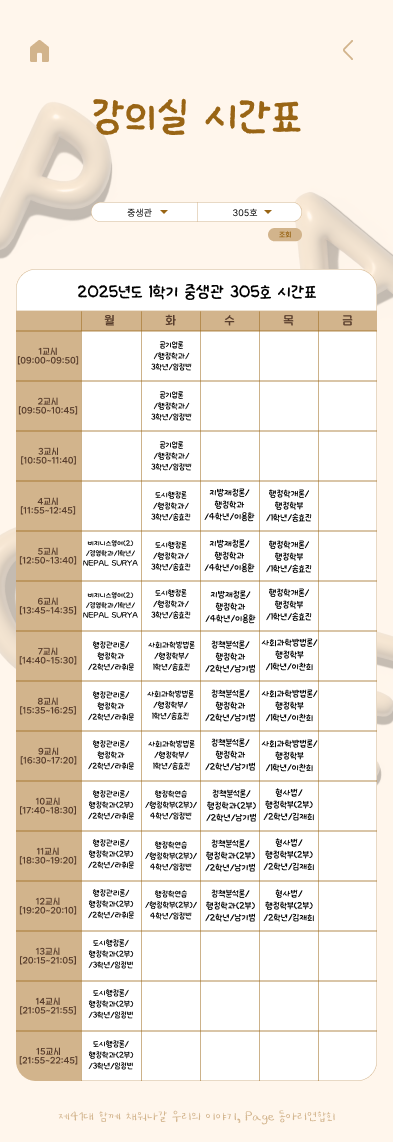 강의실 시간표
중생관 305호
조회
2025년도 1학기 중생관 305호 시간표
월 화 수 목 금
1교시
[09:00~09:50]
공기업론
/행정학과/
3학년/임정빈
2교시
[09:50~10:45]
공기업론
/행정학과/
3학년/임정빈
3교시
[10:50~11:40]
공기업론
/행정학과/
3학년/임정빈
4교시
[11:55~12:45]
도시행정론
/행정학과/
3학년/송효진
지방재정론/
행정학과
/4학년/이용환
행정학개론/
행정학부
/1학년/송효진
5교시
[12:50~13:40]
비지니스영어(2)
/경영학과/1학년/
NEPAL SURYA
도시행정론
/행정학과/
3학년/송효진
지방재정론/
행정학과
/4학년/이용환
행정학개론/
행정학부
/1학년/송효진
6교시
[13:45~14:35]
비지니스영어(2)
/경영학과/1학년/
NEPAL SURYA
도시행정론
/행정학과/
3학년/송효진
지방재정론/
행정학과
/4학년/이용환
행정학개론/
행정학부
/1학년/송효진
7교시
[14:40~15:30]
행정관리론/
행정학과
/2학년/라휘문
사회과학방법론
/행정학부/
1학년/송효진
정책분석론/
행정학과
/2학년/남기범
사회과학방법론/
행정학부
/1학년/이찬희
8교시
[15:35~16:25]
행정관리론/
행정학과
/2학년/라휘문
사회과학방법론
/행정학부/
1학년/송효진
정책분석론/
행정학과
/2학년/남기범
사회과학방법론/
행정학부
/1학년/이찬희
9교시
[16:30~17:20]
행정관리론/
행정학과
/2학년/라휘문
사회과학방법론
/행정학부/
1학년/송효진
정책분석론/
행정학과
/2학년/남기범
사회과학방법론/
행정학부
/1학년/이찬희
10교시
[17:40~18:30]
행정관리론/
행정학과(2부)
/2학년/라휘문
행정학연습
/행정학부(2부)/
4학년/임정빈
정책분석론/
행정학과(2부)
/2학년/남기범
형사법/
행정학부(2부)
/2학년/김재희
11교시
[18:30~19:20]
행정관리론/
행정학과(2부)
/2학년/라휘문
행정학연습
/행정학부(2부)/
4학년/임정빈
정책분석론/
행정학과(2부)
/2학년/남기범
형사법/
행정학부(2부)
/2학년/김재희
12교시
[19:20~20:10]
행정관리론/
행정학과(2부)
/2학년/라휘문
행정학연습
/행정학부(2부)/
4학년/임정빈
정책분석론/
행정학과(2부)
/2학년/남기범
형사법/
행정학부(2부)
/2학년/김재희
13교시
[20:15~21:05]
도시행정론/
행정학과(2부)
/3학년/임정빈
14교시
[21:05~21:55]
도시행정론/
행정학과(2부)
/3학년/임정빈
15교시
[21:55~22:45]
도시행정론/
행정학과(2부)
/3학년/임정빈
제41대 함께 채워나갈 우리의 이야기, Page 동아리연합회